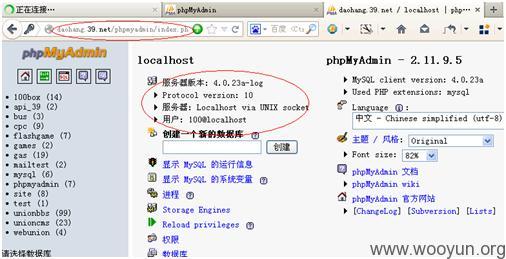 正在连接…
phpMyAdmin
daohang.39.net / localhost | php...
daohang.39.net/phpmyadmin/index.ph
phpMyAdmin
100box (14)
api_39 (2)
bus (3)
cpc (9)
flashgame (7)
games (2)
gas (19)
mailtest (2)
mysql (6)
phpmyadmin (7)
site (8)
test (1)
unionbbs (99)
unioncms (23)
webunion (4)
请选择数据库
localhost
服务器版本: 4.0.23a-log
Protocol version: 10
服务器: Localhost via UNIX socket
用户: 100@localhost
创建一个新的数据库
创建
显示 MySQL 的运行信息
显示 MySQL 的系统变量
进程
Storage Engines
Reload privileges
权限
数据库
phpMyAdmin - 2.11.9.5
MySQL client version: 4.0.23a
Used PHP extensions: mysql
Language
中文 - Chinese simplified (utf-8)
主题 / 风格: Original
Font size: 82%
phpMyAdmin 文档
phpMyAdmin wiki
phpMyAdmin 官方网站
[ChangeLog] [Subversion] [Lists]
www.wooyun.org